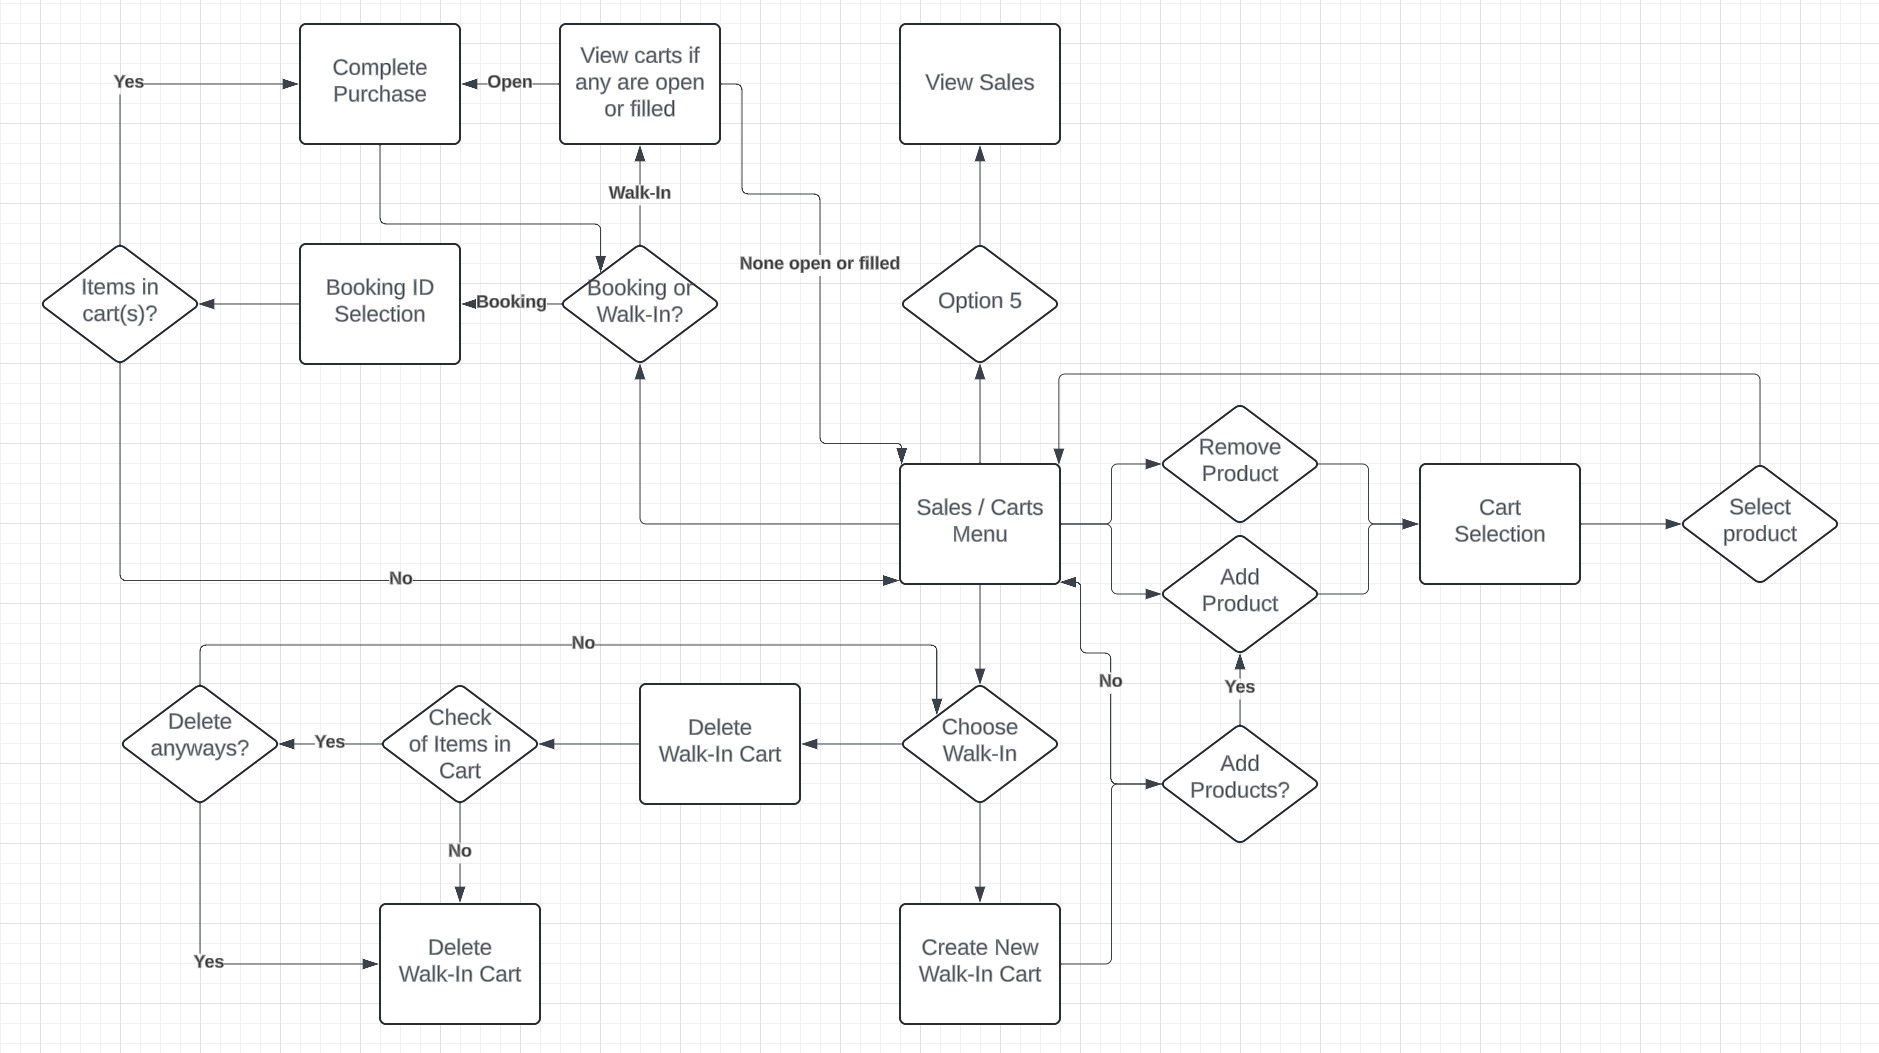 Complete
Purchase
View carts if
any are open
or filled
View Sales
Yes
Open
Walk-In
None open or filled
Items in
cart(s)?
Booking ID
Selection
Booking
Booking or
Walk-In?
Option 5
Remove
Product
Sales / Carts
Menu
Cart
Selection
Select
product
Add
Product
No
No
No
Yes
Delete
anyways?
Yes
Check
of Items in
Cart
Delete
Walk-In Cart
Choose
Walk-In
Add
Products?
No
Yes
Delete
Walk-In Cart
Create New
Walk-In Cart